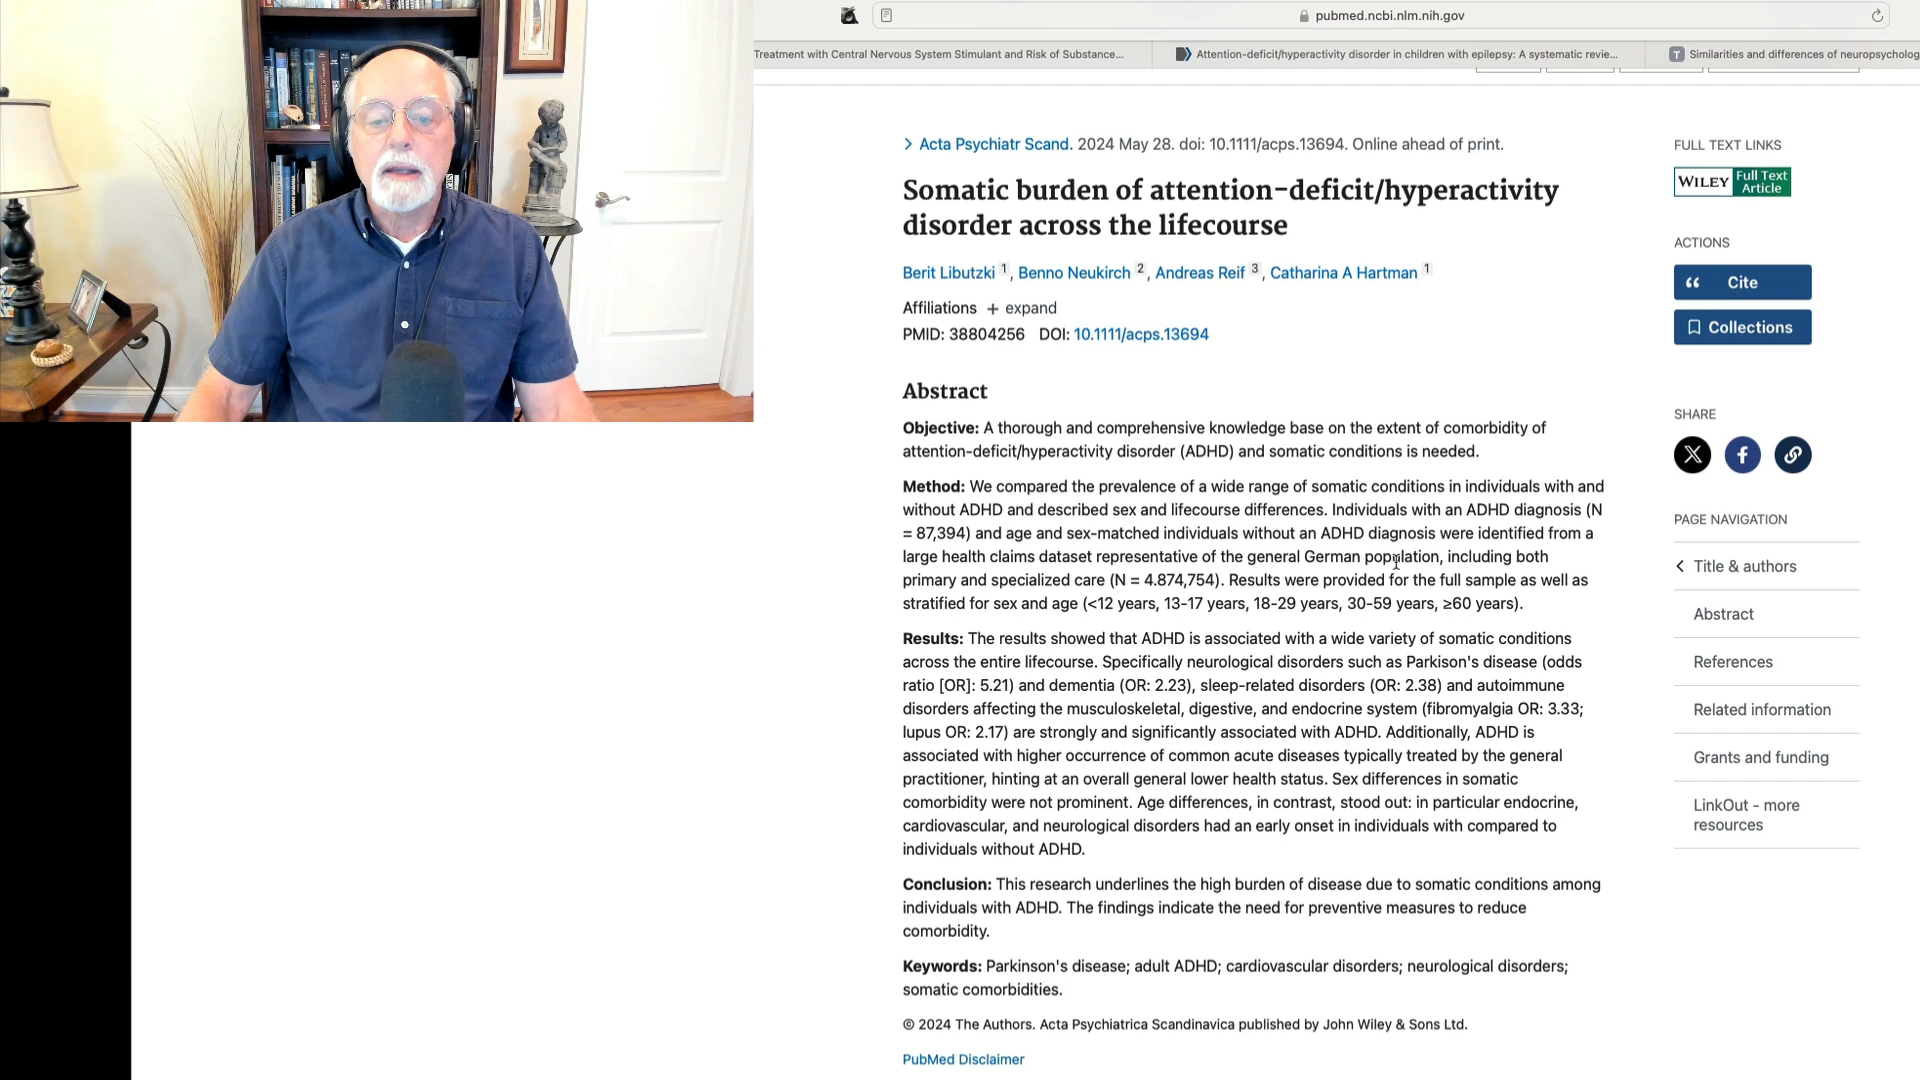 pubmed.ncbi.nlm.nih.gov
Treatment with Central Nervous System Stimulant and Risk of Substance...
Attention-deficit/hyperactivity disorder in children with epilepsy: A systematic revie...
T Similarities and differences of neuropsycholog
> Acta Psychiatr Scand. 2024 May 28. doi: 10.1111/acps.13694. Online ahead of print.
Somatic burden of attention-deficit/hyperactivity
disorder across the lifecourse
Berit Libutzki 1, Benno Neukirch 2, Andreas Reif 3, Catharina A Hartman 1
Affiliations + expand
PMID: 38804256 DOI: 10.1111/acps.13694
Abstract
Objective: A thorough and comprehensive knowledge base on the extent of comorbidity of
attention-deficit/hyperactivity disorder (ADHD) and somatic conditions is needed.
Method: We compared the prevalence of a wide range of somatic conditions in individuals with and
without ADHD and described sex and lifecourse differences. Individuals with an ADHD diagnosis (N
= 87,394) and age and sex-matched individuals without an ADHD diagnosis were identified from a
large health claims dataset representative of the general German population, including both
primary and specialized care (N = 4.874,754). Results were provided for the full sample as well as
stratified for sex and age (<12 years, 13-17 years, 18-29 years, 30-59 years, ≥60 years).
Results: The results showed that ADHD is associated with a wide variety of somatic conditions
across the entire lifecourse. Specifically neurological disorders such as Parkison's disease (odds
ratio [OR]: 5.21) and dementia (OR: 2.23), sleep-related disorders (OR: 2.38) and autoimmune
disorders affecting the musculoskeletal, digestive, and endocrine system (fibromyalgia OR: 3.33;
lupus OR: 2.17) are strongly and significantly associated with ADHD. Additionally, ADHD is
associated with higher occurrence of common acute diseases typically treated by the general
practitioner, hinting at an overall general lower health status. Sex differences in somatic
comorbidity were not prominent. Age differences, in contrast, stood out: in particular endocrine,
cardiovascular, and neurological disorders had an early onset in individuals with compared to
individuals without ADHD.
Conclusion: This research underlines the high burden of disease due to somatic conditions among
individuals with ADHD. The findings indicate the need for preventive measures to reduce
comorbidity.
Keywords: Parkinson's disease; adult ADHD; cardiovascular disorders; neurological disorders;
somatic comorbidities.
© 2024 The Authors. Acta Psychiatrica Scandinavica published by John Wiley & Sons Ltd.
PubMed Disclaimer
FULL TEXT LINKS
WILEY Full Text
Article
ACTIONS
Cite
Collections
SHARE
PAGE NAVIGATION
Title & authors
Abstract
References
Related information
Grants and funding
LinkOut - more
resources